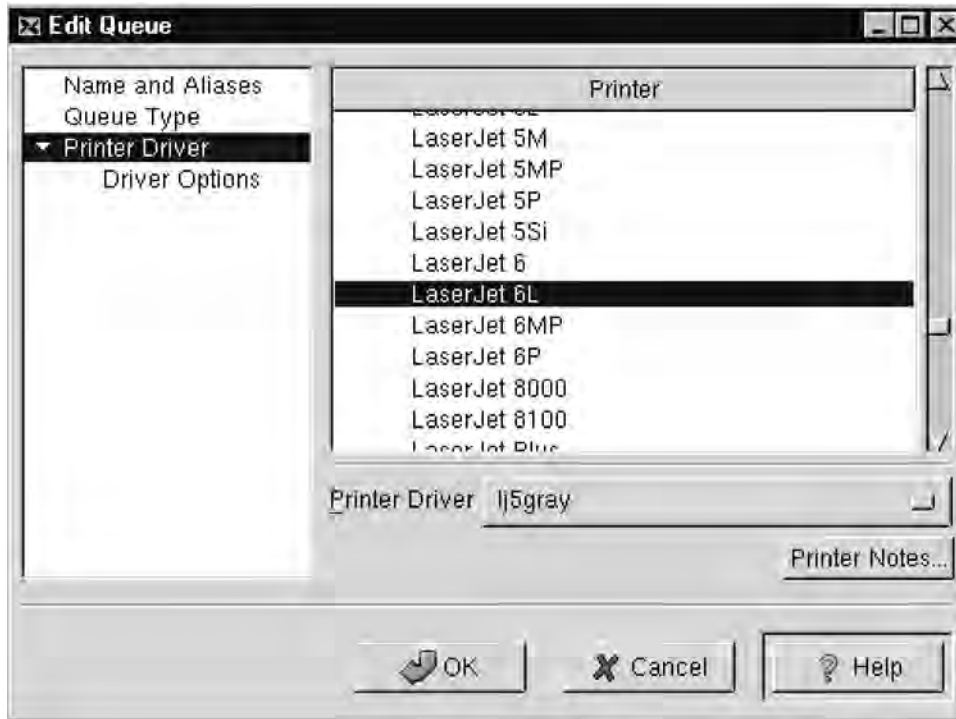 Edit Queue
Name and Aliases
Queue Type
Printer Driver
Driver Options
Printer
LaserJet 5M
LaserJet 5MP
LaserJet 5P
LaserJet 5Si
LaserJet 6
LaserJet 6L
LaserJet 6MP
LaserJet 6P
LaserJet 8000
LaserJet 8100
LaserJet Plus
Printer Driver lj5gray
Printer Notes...
OK Cancel Help